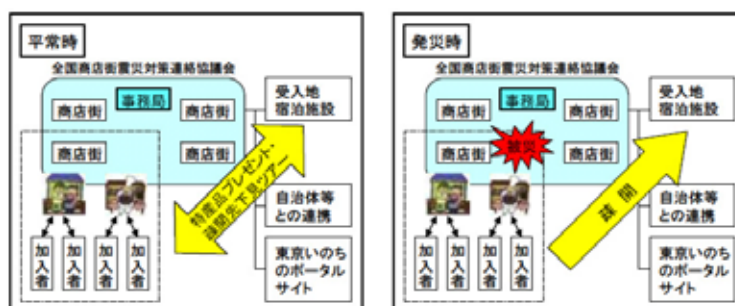 平常時
全国商店街震災対策連絡協議会
事務局
商店街
商店街
商店街
商店街
受入地
宿泊施設
特産品プレゼント・
疎開先下見ツアー
自治体等
との連携
東京いのち
のポータル
サイト
加入者
加入者
加入者
加入者
発災時
全国商店街震災対策連絡協議会
事務局
商店街
商店街
商店街
商店街
被災
受入地
宿泊施設
疎開
自治体等
との連携
東京いのち
のポータル
サイト
加入者
加入者
加入者
加入者